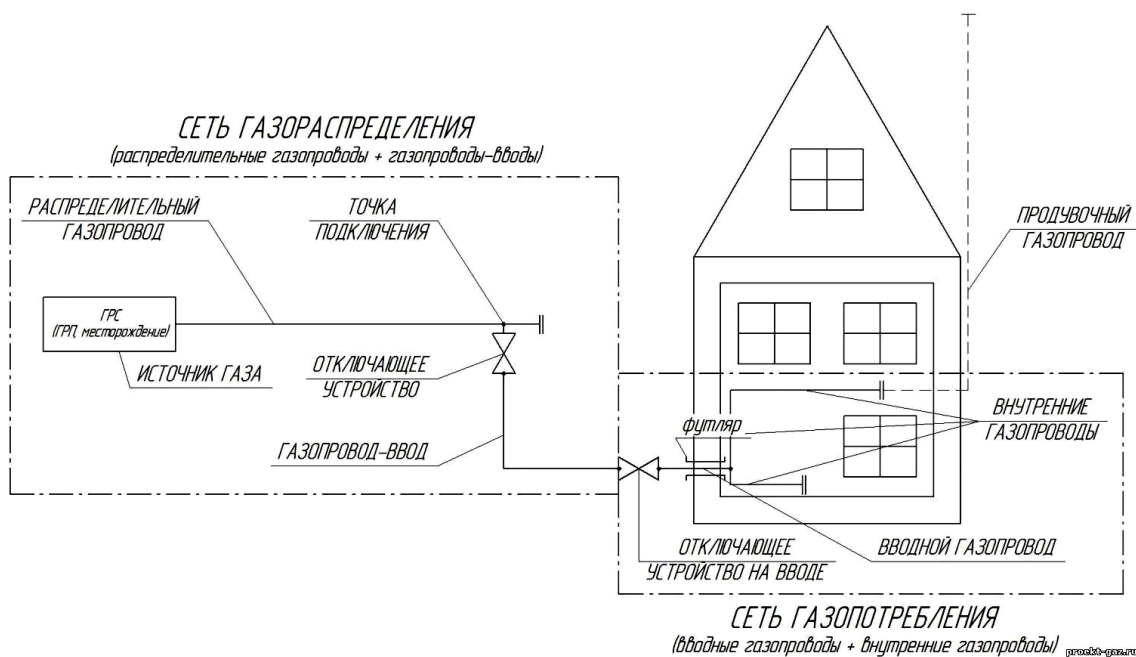 СЕТЬ ГАЗОРАСПРЕДЕЛЕНИЯ
(распределительные газопроводы + газопроводы-вводы)
РАСПРЕДЕЛИТЕЛЬНЫЙ
ГАЗОПРОВОД
ТОЧКА
ПОДКЛЮЧЕНИЯ
ПРОДУВОЧНЫЙ
ГАЗОПРОВОД
ГРС
(ГРП, месторождение)
ИСТОЧНИК ГАЗА
ОТКЛЮЧАЮЩЕЕ
УСТРОЙСТВО
ГАЗОПРОВОД-ВВОД
футляр
ВНУТРЕННИЕ
ГАЗОПРОВОДЫ
ОТКЛЮЧАЮЩЕЕ
УСТРОЙСТВО НА ВВОДЕ
ВВОДНОЙ ГАЗОПРОВОД
СЕТЬ ГАЗОПОТРЕБЛЕНИЯ
(вводные газопроводы + внутренние газопроводы)
proekt-gaz.ru